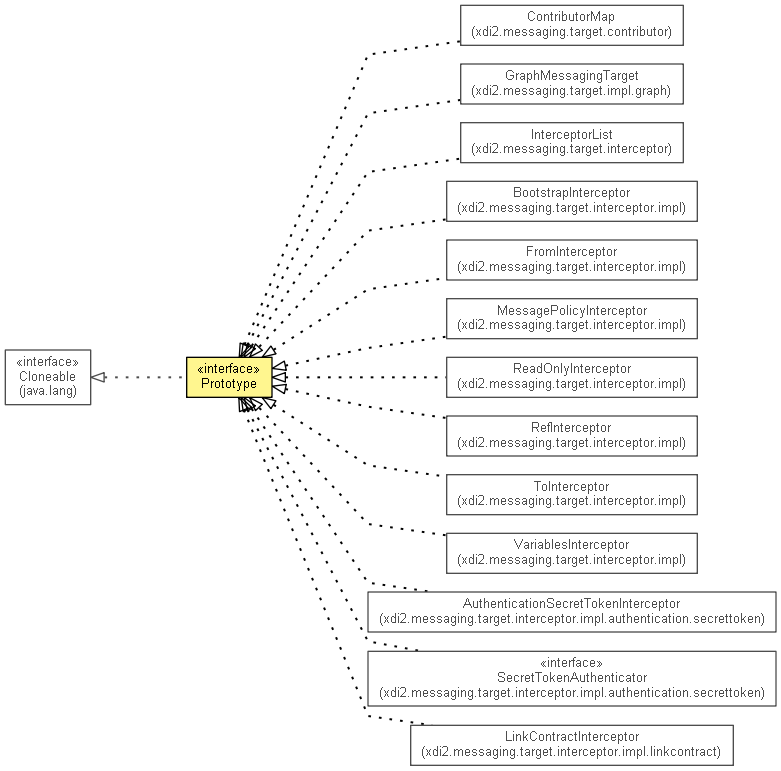 ContributorMap
(xdi2.messaging.target.contributor)
GraphMessagingTarget
(xdi2.messaging.target.impl.graph)
InterceptorList
(xdi2.messaging.target.interceptor)
BootstrapInterceptor
(xdi2.messaging.target.interceptor.impl)
FromInterceptor
(xdi2.messaging.target.interceptor.impl)
MessagePolicyInterceptor
(xdi2.messaging.target.interceptor.impl)
«interface»
Cloneable
(java.lang)
«interface»
Prototype
ReadOnlyInterceptor
(xdi2.messaging.target.interceptor.impl)
RefInterceptor
(xdi2.messaging.target.interceptor.impl)
ToInterceptor
(xdi2.messaging.target.interceptor.impl)
VariablesInterceptor
(xdi2.messaging.target.interceptor.impl)
AuthenticationSecretTokenInterceptor
(xdi2.messaging.target.interceptor.impl.authentication.secrettoken)
«interface»
SecretTokenAuthenticator
(xdi2.messaging.target.interceptor.impl.authentication.secrettoken)
LinkContractInterceptor
(xdi2.messaging.target.interceptor.impl.linkcontract)